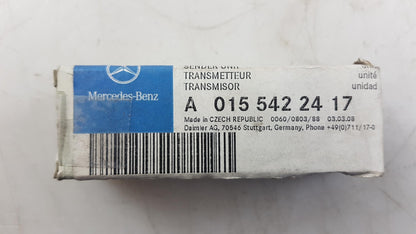 SENDER UNIT
TRANSMETTEUR unité
TRANSMISOR unidad
Mercedes-Benz
A 015 542 24 17
Made in CZECH REPUBLIC 0060/0803/88 03.03.08
Daimler AG, 70546 Stuttgart, Germany, Phone +49(0)711/17-0